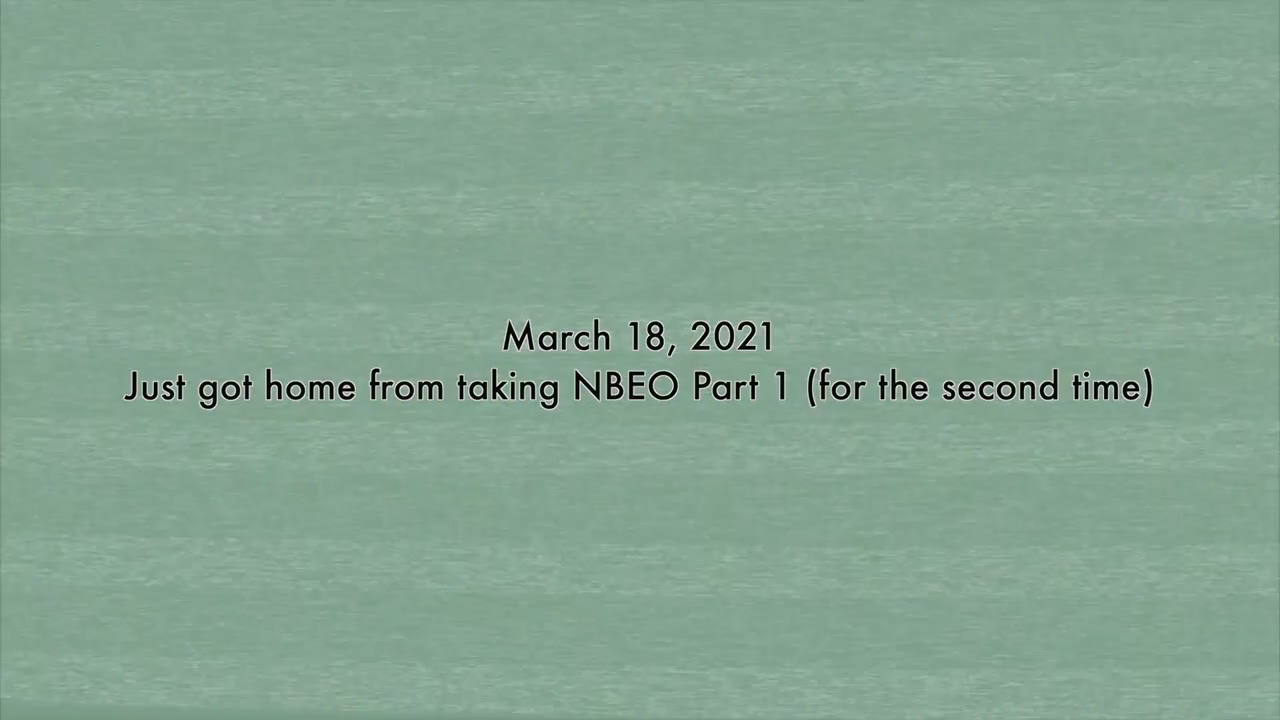 March 18, 2021
Just got home from taking NBEO Part 1 (for the second time)